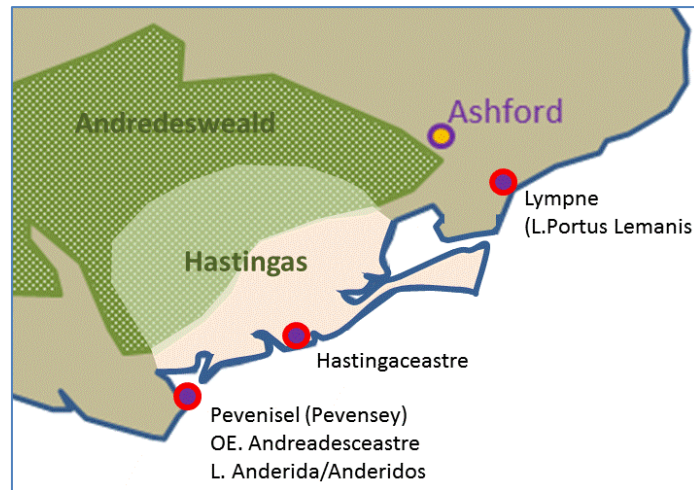 Andredesweald
Ashford
Lympne
(L.Portus Lemanis
Hastingas
Hastingaceastre
Pevenisel (Pevensey)
OE. Andreadesceastre
L. Anderida/Anderidos